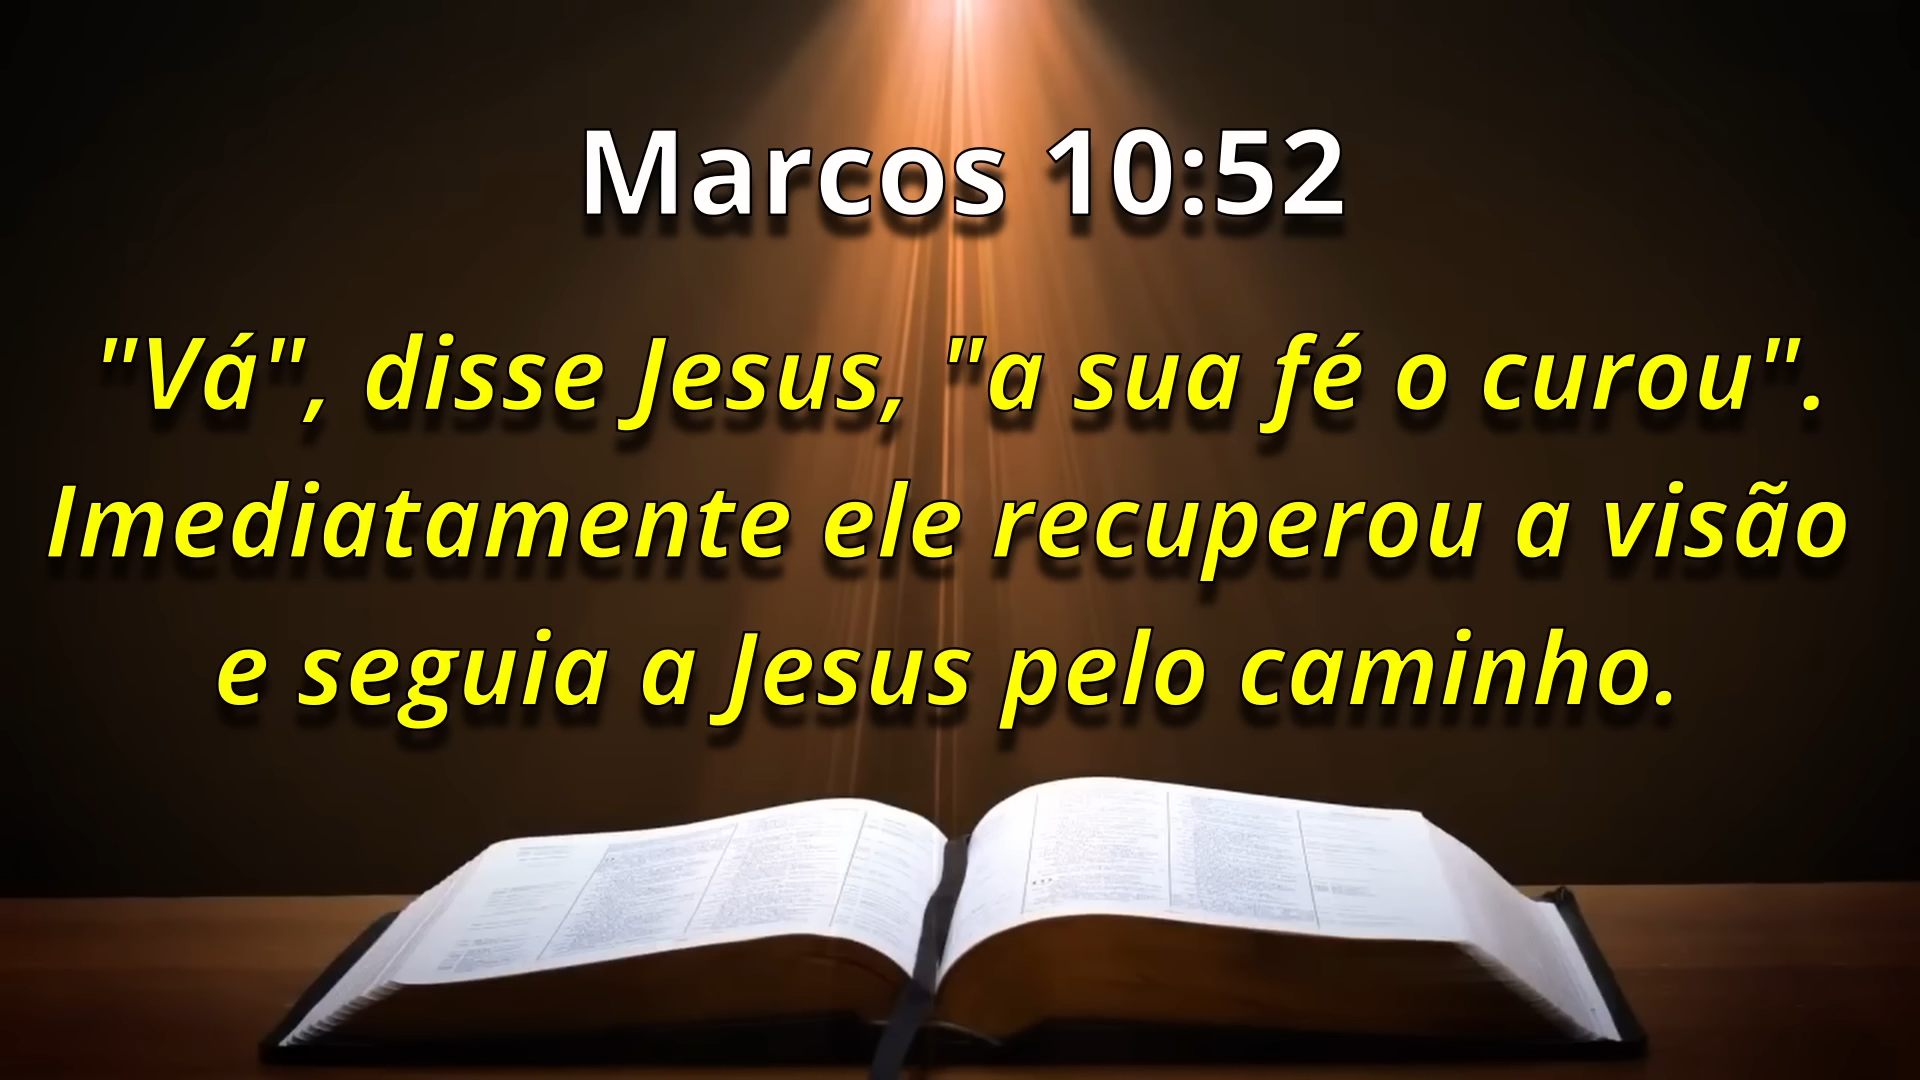 Marcos 10:52
"Vá", disse Jesus, "a sua fé o curou".
Imediatamente ele recuperou a visão
e seguia a Jesus pelo caminho.